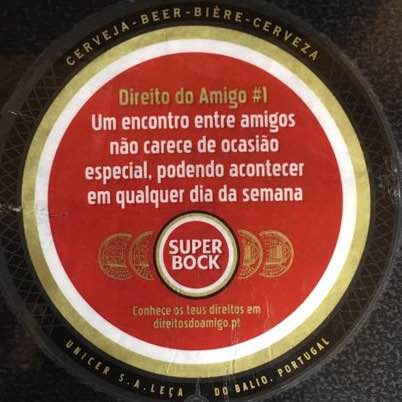 CERVEJA-BEER-BIÈRE-CERVEZA
Direito do Amigo #1
Um encontro entre amigos
não carece de ocasião
especial, podendo acontecer
em qualquer dia da semana
SUPER
BOCK
Conhece os teus direitos em
direitosdoamigo.pt
UNICER S.A. LEÇA DO BALIO. PORTUGAL